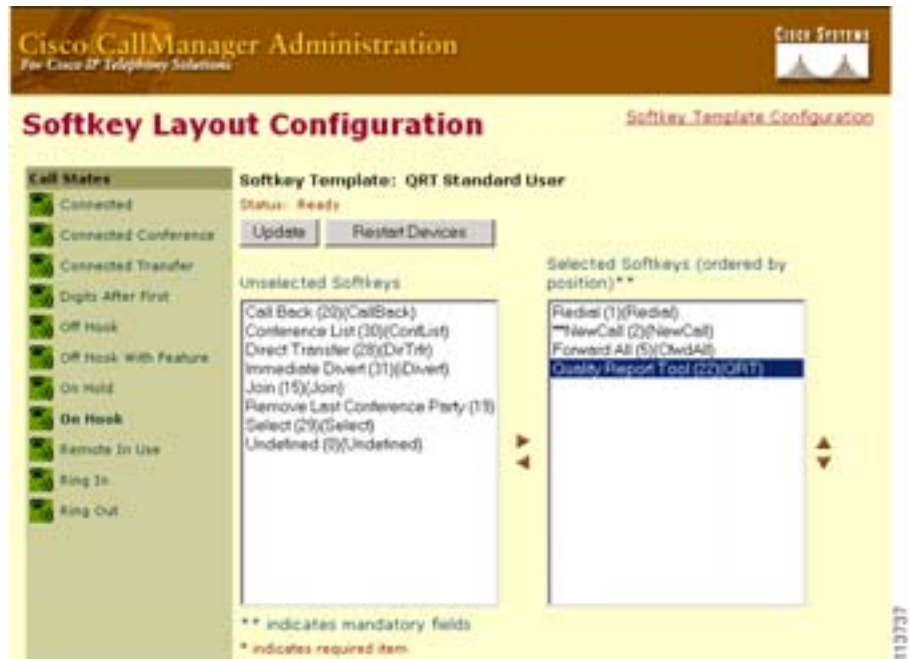 Cisco CallManager Administration
For Cisco IP Telephony Solutions
Cisco Systems
Softkey Layout Configuration
Softkey Template Configuration
Call States
Connected
Connected Conference
Connected Transfer
Digits After First
Off Hook
Off Hook With Feature
On Hold
On Hook
Remote In Use
Ring In
Ring Out
Softkey Template: QRT Standard User
Status: Ready
Update
Restart Devices
Unselected Softkeys
Call Back (20)(CallBack)
Conference List (30)(ConfList)
Direct Transfer (28)(DirTrfr)
Immediate Divert (31)(iDivert)
Join (15)(Join)
Remove Last Conference Party (19)
Select (29)(Select)
Undefined (0)(Undefined)
Selected Softkeys (ordered by
position)**
Redial (1)(Redial)
**NewCall (2)(NewCall)
Forward All (5)(CfwdAll)
Quality Report Tool (22)(QRT)
** indicates mandatory fields
* indicates required item
113737